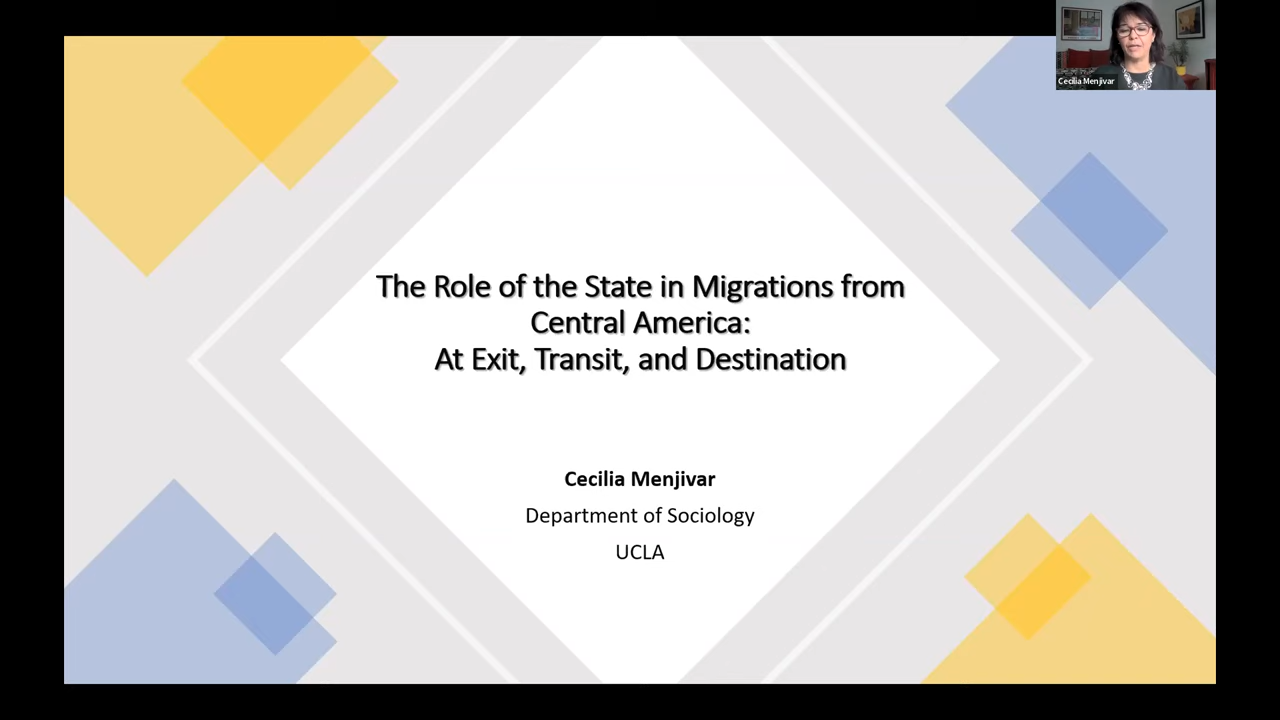 Cecilia Menjivar
The Role of the State in Migrations from
Central America:
At Exit, Transit, and Destination
Cecilia Menjivar
Department of Sociology
UCLA